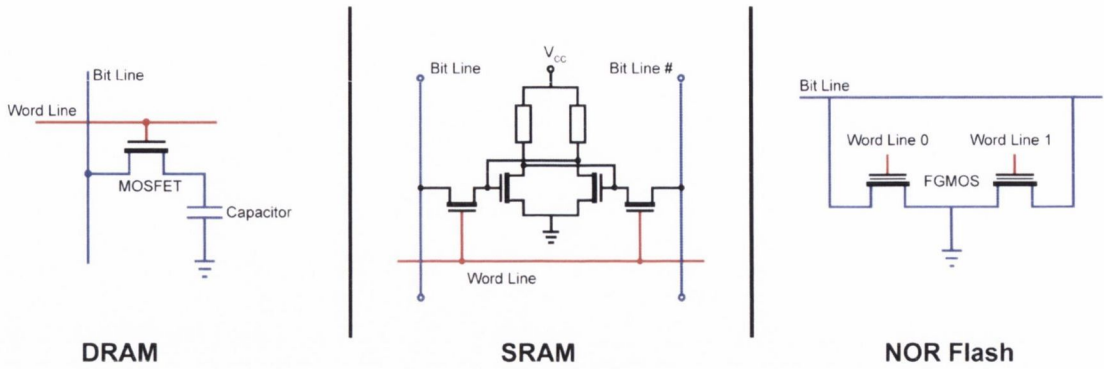 Bit Line
Word Line
MOSFET
Capacitor
DRAM
Vcc
Bit Line
Bit Line #
Word Line
SRAM
Bit Line
Word Line 0
Word Line 1
FGMOS
NOR Flash